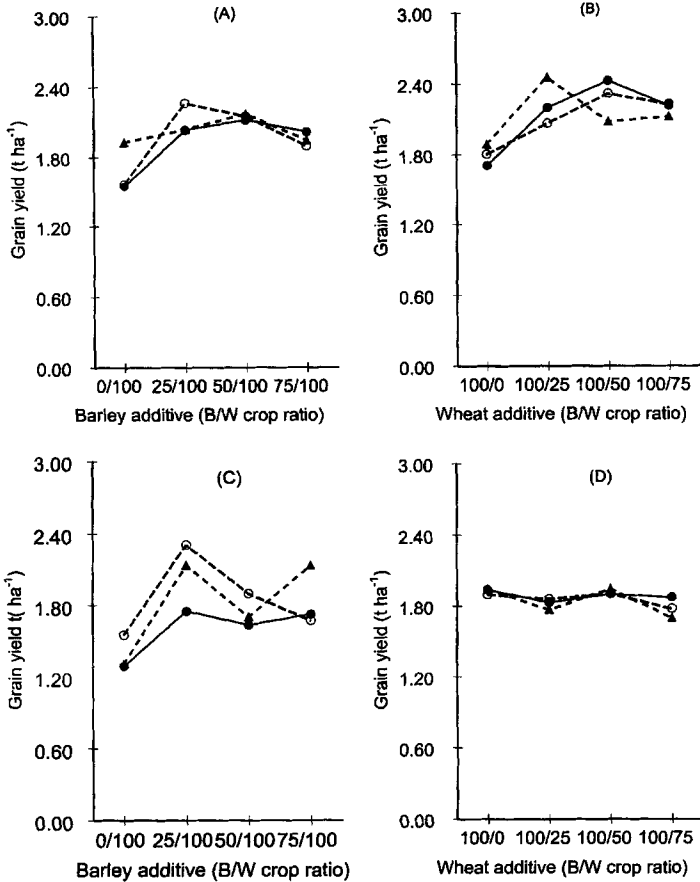 (A)
3.00
2.40
1.80
1.20
0.60
0.00
Grain yield (t ha-1)
0/100 25/100 50/100 75/100
Barley additive (B/W crop ratio)
(B)
3.00
2.40
1.80
1.20
0.60
0.00
Grain yield (t ha-1)
100/0 100/25 100/50 100/75
Wheat additive (B/W crop ratio)
(C)
3.00
2.40
1.80
1.20
0.60
0.00
Grain yield t( ha-1)
0/100 25/100 50/100 75/100
Barley additive (B/W crop ratio)
(D)
3.00
2.40
1.80
1.20
0.60
0.00
Grain yield (t ha-1)
100/0 100/25 100/50 100/75
Wheat additive (B/W crop ratio)